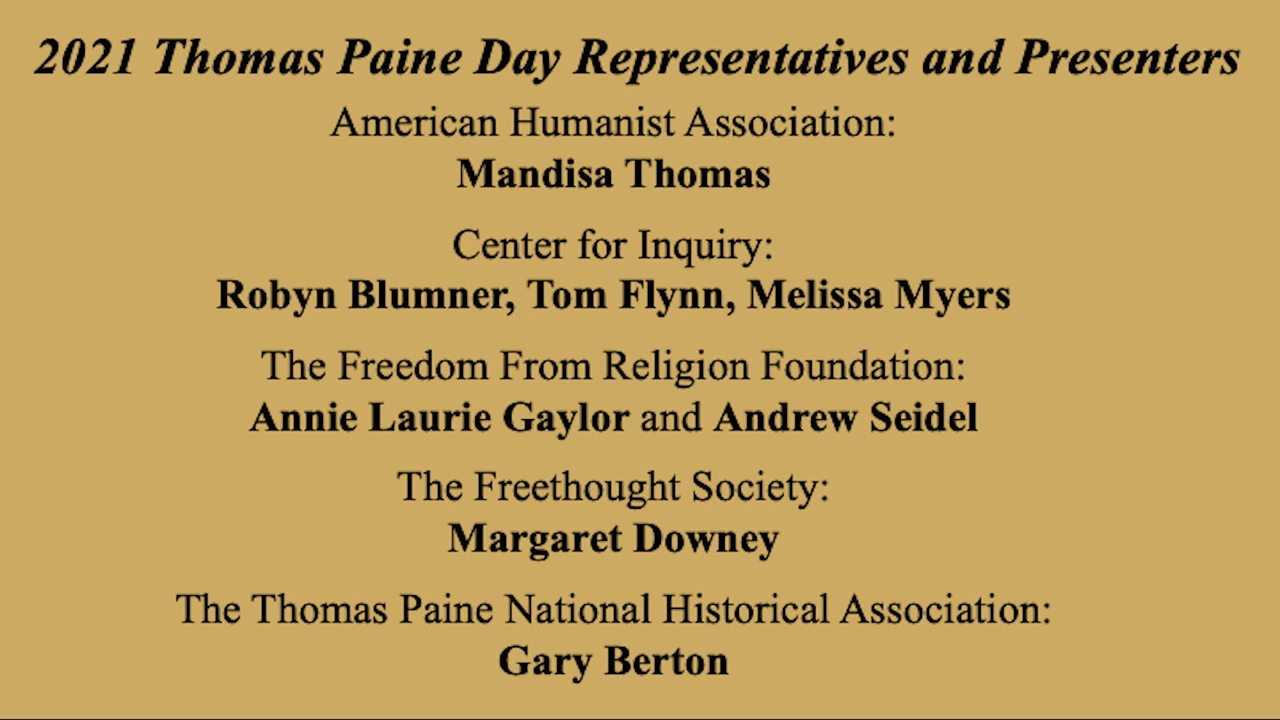 2021 Thomas Paine Day Representatives and Presenters
American Humanist Association:
Mandisa Thomas
Center for Inquiry:
Robyn Blumner, Tom Flynn, Melissa Myers
The Freedom From Religion Foundation:
Annie Laurie Gaylor and Andrew Seidel
The Freethought Society:
Margaret Downey
The Thomas Paine National Historical Association:
Gary Berton